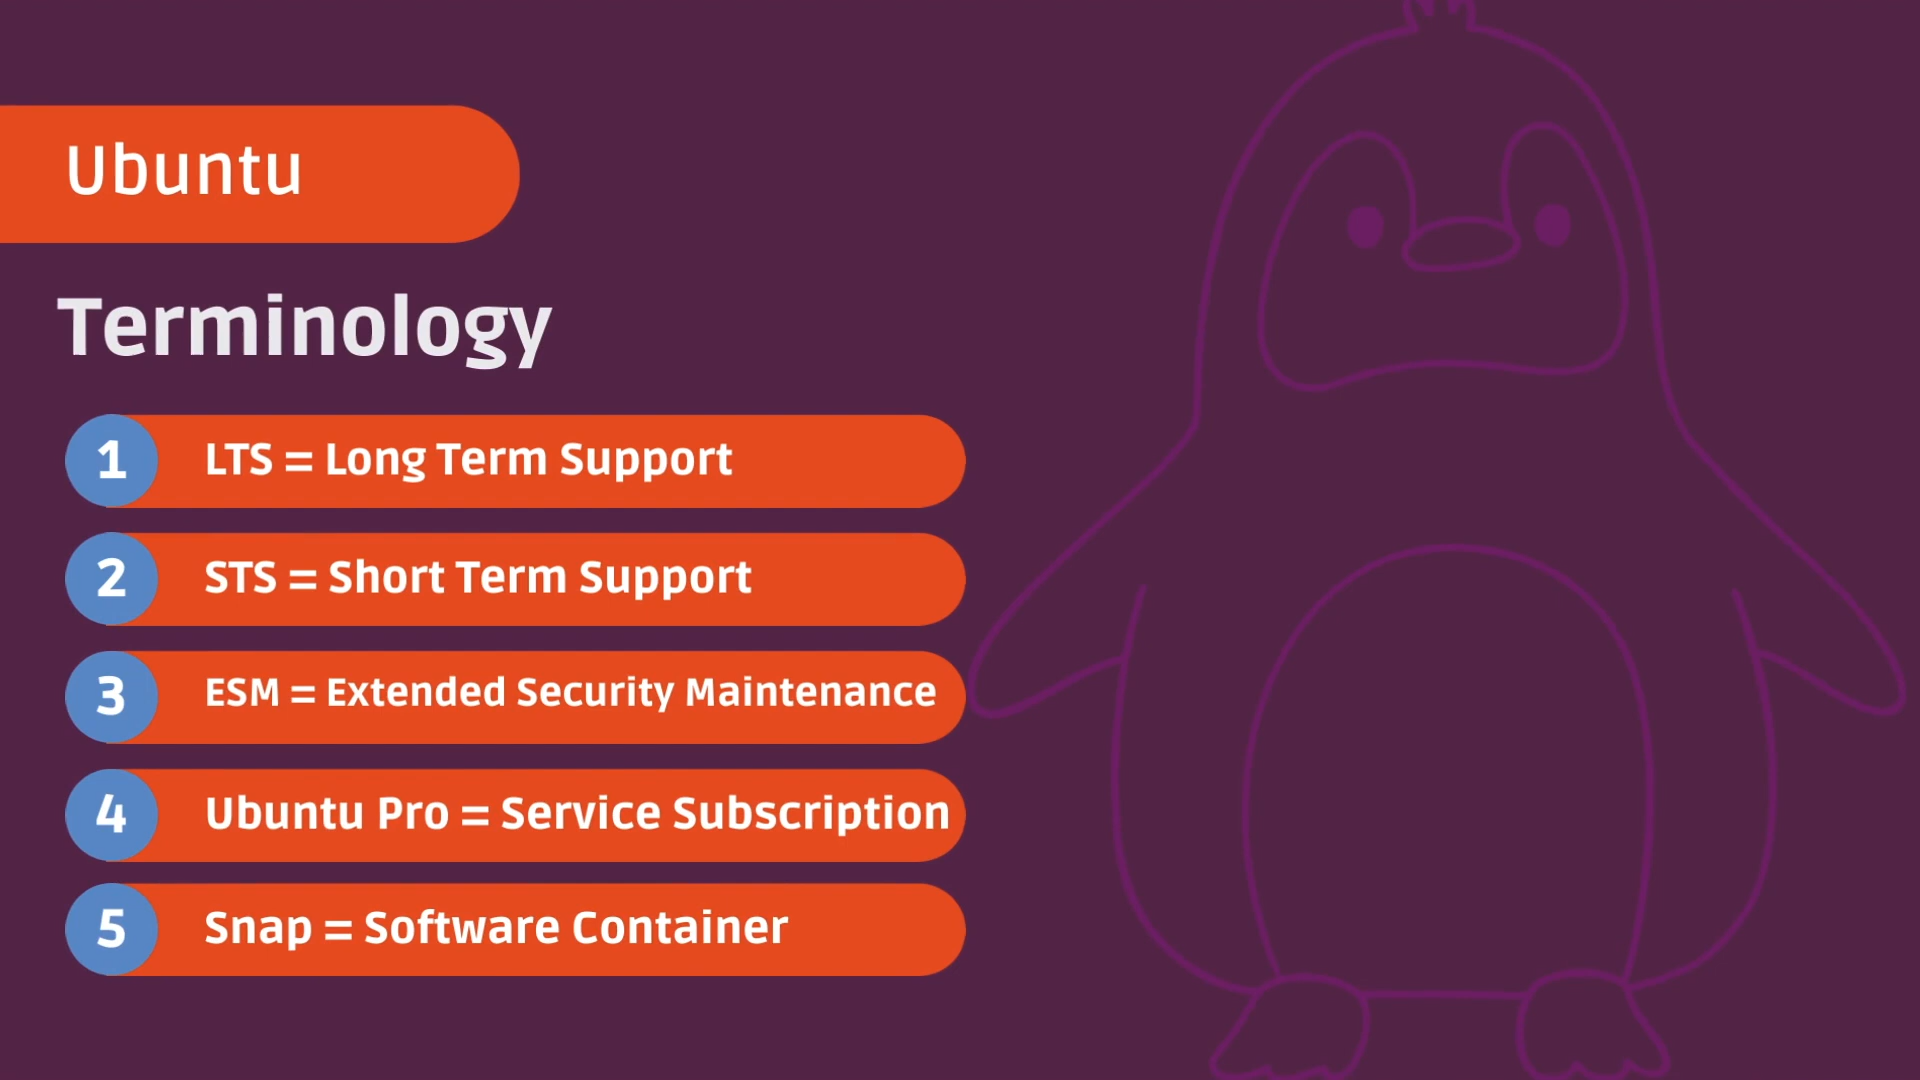 Ubuntu
Terminology
1 LTS = Long Term Support
2 STS = Short Term Support
3 ESM = Extended Security Maintenance
4 Ubuntu Pro = Service Subscription
5 Snap = Software Container